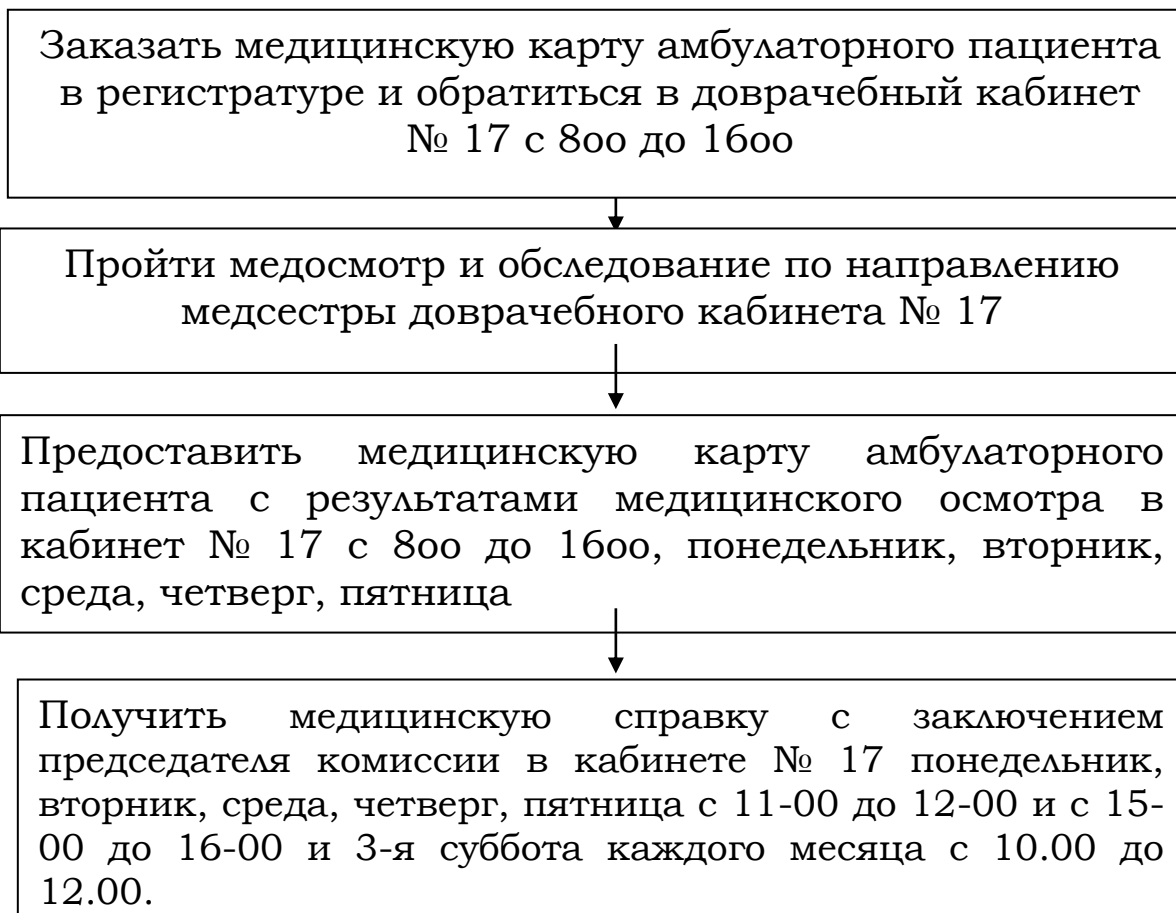 Заказать медицинскую карту амбулаторного пациента
в регистратуре и обратиться в доврачебный кабинет
№ 17 с 8оо до 16оо
Пройти медосмотр и обследование по направлению
медсестры доврачебного кабинета № 17
Предоставить медицинскую карту амбулаторного
пациента с результатами медицинского осмотра в
кабинет № 17 с 8оо до 16оо, понедельник, вторник,
среда, четверг, пятница
Получить медицинскую справку с заключением
председателя комиссии в кабинете № 17 понедельник,
вторник, среда, четверг, пятница с 11-00 до 12-00 и с 15-
00 до 16-00 и 3-я суббота каждого месяца с 10.00 до
12.00.